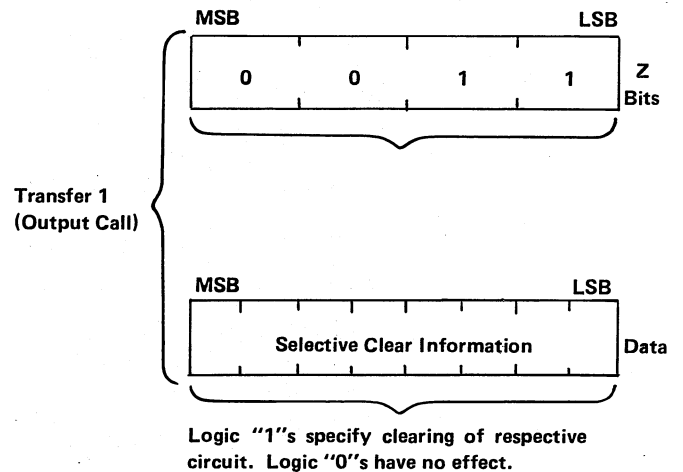 MSB LSB
0 0 1 1 Z
Bits
Transfer 1
(Output Call)
MSB LSB
Selective Clear Information Data
Logic “1”s specify clearing of respective
circuit. Logic “0”s have no effect.